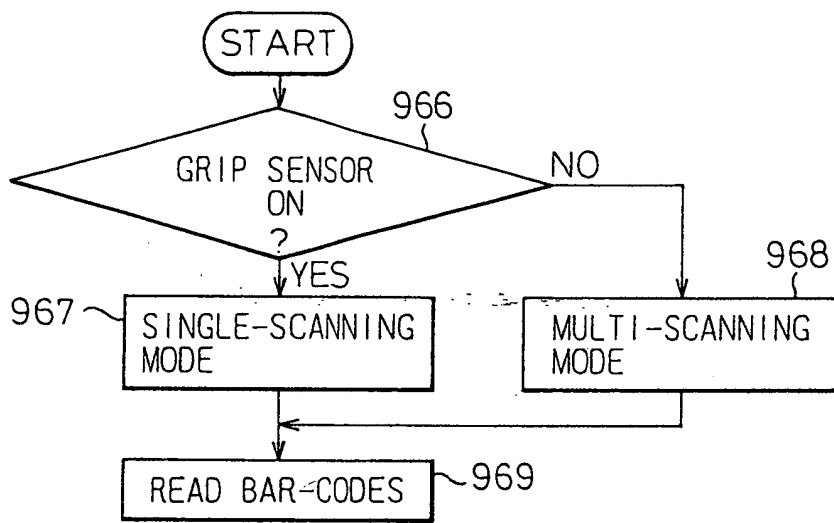 START
966
GRIP SENSOR
ON
?
NO
YES
967
SINGLE-SCANNING
MODE
968
MULTI-SCANNING
MODE
READ BAR-CODES
969